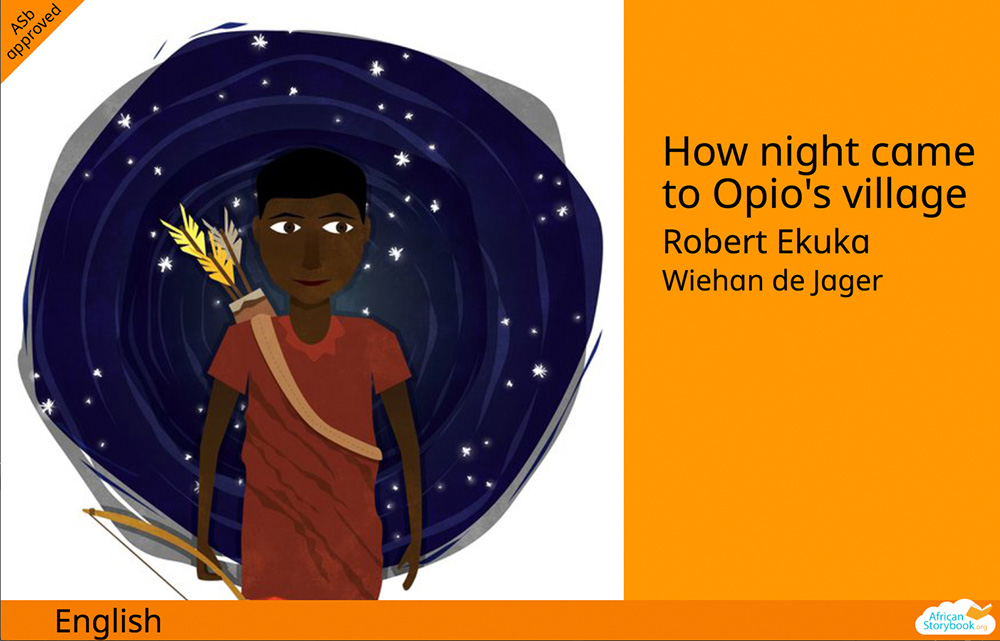 ASb
approved
How night came
to Opio's village
Robert Ekuka
Wiehan de Jager
English
African
Storybook.org